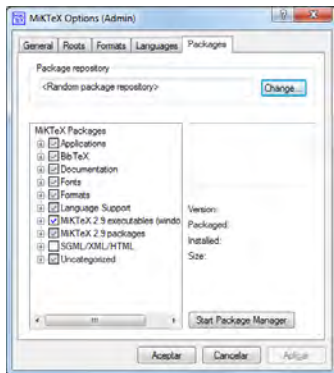 MiKTeX Options (Admin)
General Roots Formats Languages Packages
Package repository
<Random package repository>
Change...
MiKTeX Packages
Applications
BibTeX
Documentation
Fonts
Formats
Language Support
MiKTeX 2.9 executables (windo
MiKTeX 2.9 packages
SGML/XML/HTML
Uncategorized
Version:
Packaged:
Installed:
Size:
Start Package Manager
Aceptar Cancelar Aplicar